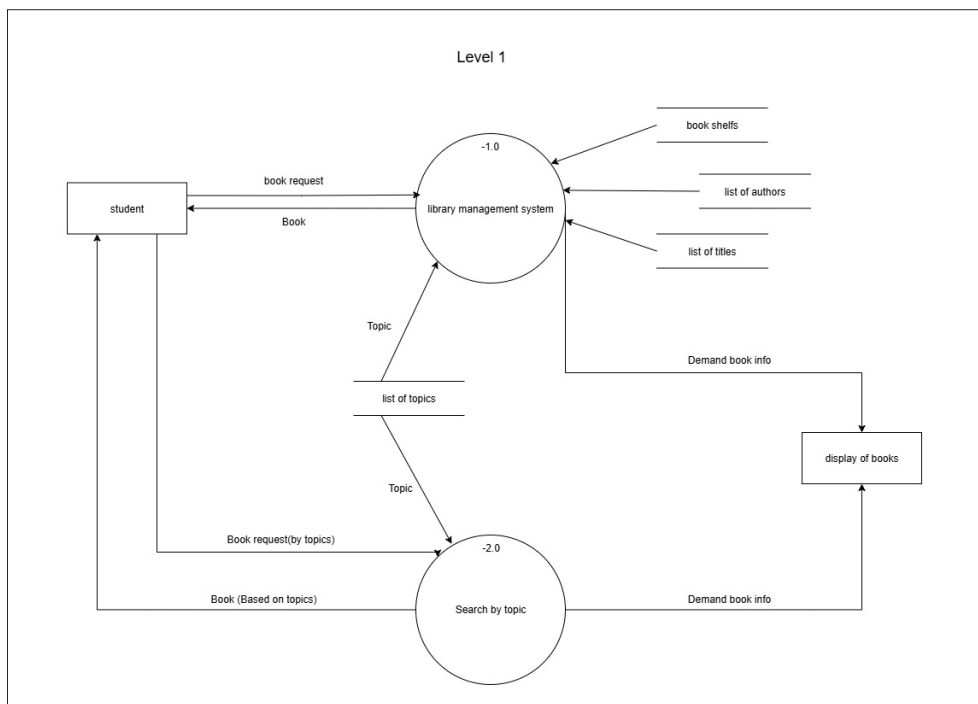 Level 1
book shelfs
-1.0
book request
student
library management system
list of authors
Book
list of titles
Topic
Demand book info
list of topics
display of books
Topic
Book request(by topics)
-2.0
Book (Based on topics)
Search by topic
Demand book info